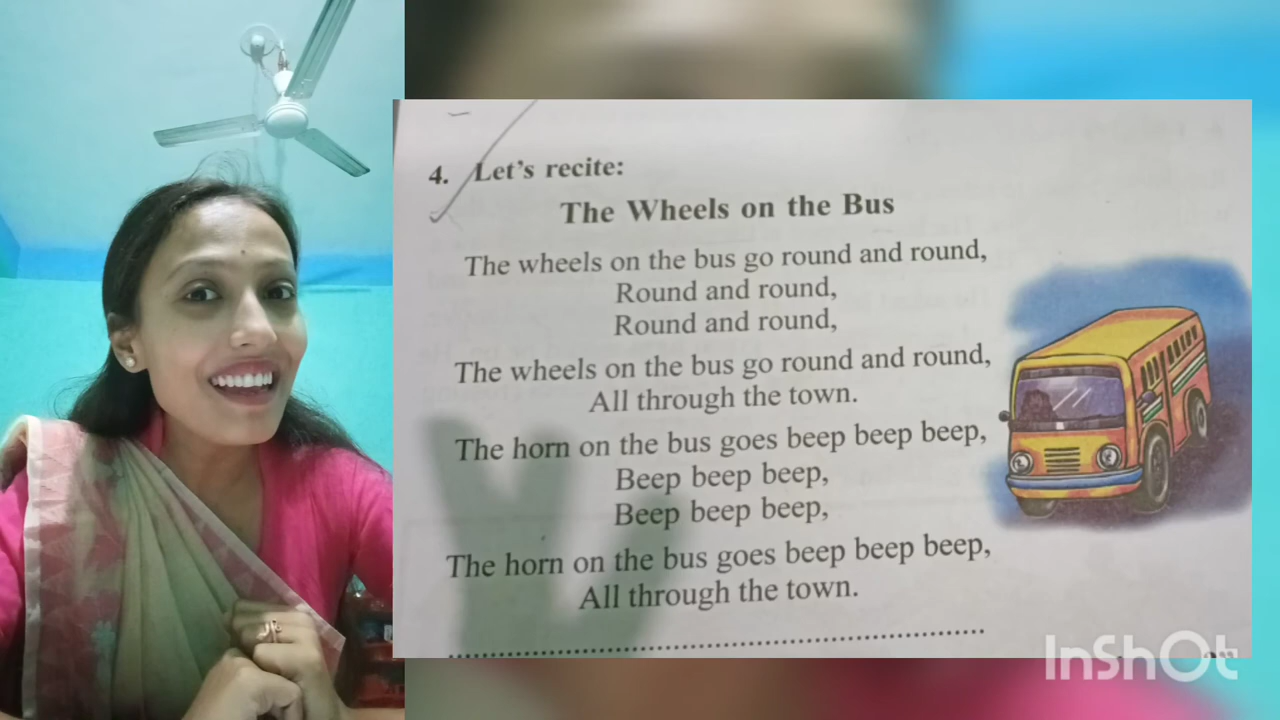 4. Let's recite:
The Wheels on the Bus
The wheels on the bus go round and round,
Round and round,
Round and round,
The wheels on the bus go round and round,
All through the town.
The horn on the bus goes beep beep beep,
Beep beep beep,
Beep beep beep,
The horn on the bus goes beep beep beep,
All through the town.
InShOt